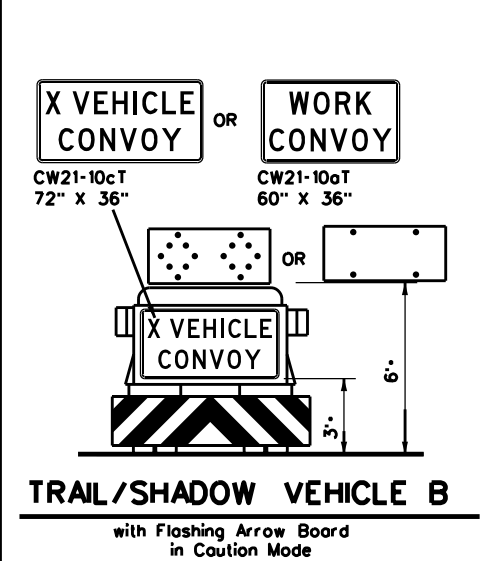 X VEHICLE
CONVOY
OR
WORK
CONVOY
CW21-10cT
72" X 36"
CW21-10aT
60" X 36"
OR
X VEHICLE
CONVOY
3'+
6'+
TRAIL/SHADOW VEHICLE B
with Flashing Arrow Board
in Caution Mode